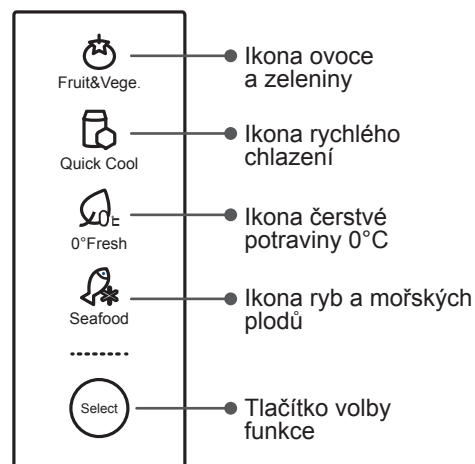 Fruit&Vege.
Ikona ovoce
a zeleniny
Quick Cool
Ikona rychlého
chlazení
0°Fresh
Ikona čerstvé
potraviny 0°C
Seafood
Ikona ryb a mořských
plodů
Select
Tlačítko volby
funkce